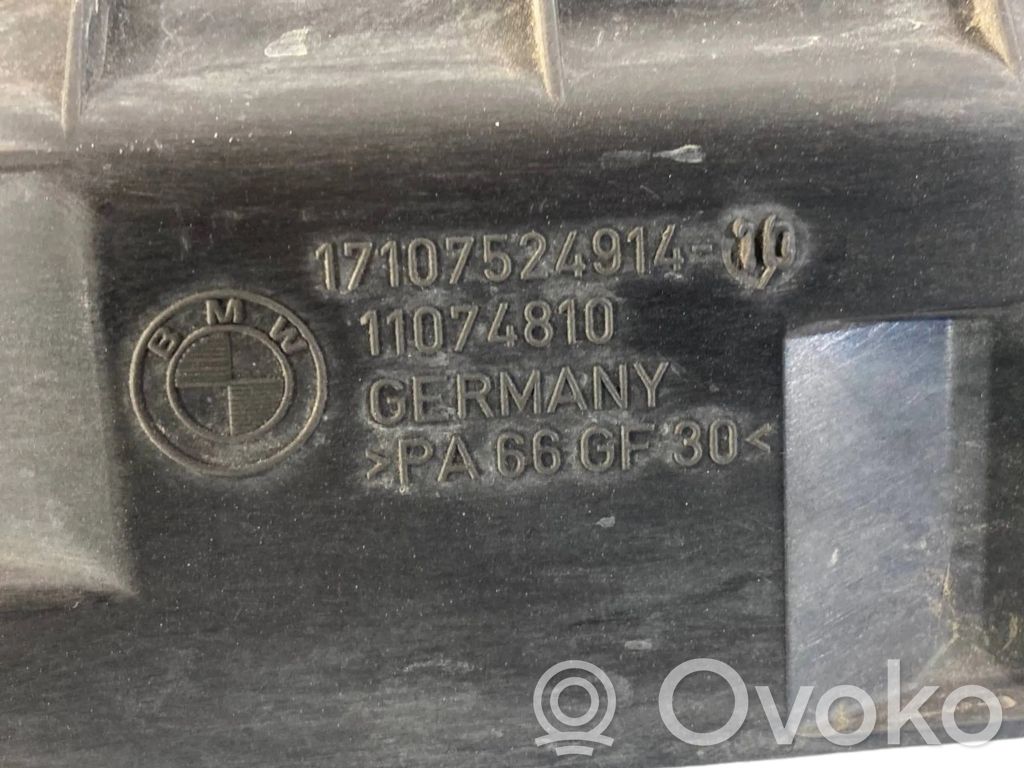 17107524914-
BMW
11074810
GERMANY
>PA 66 GF 30<
Ovoko